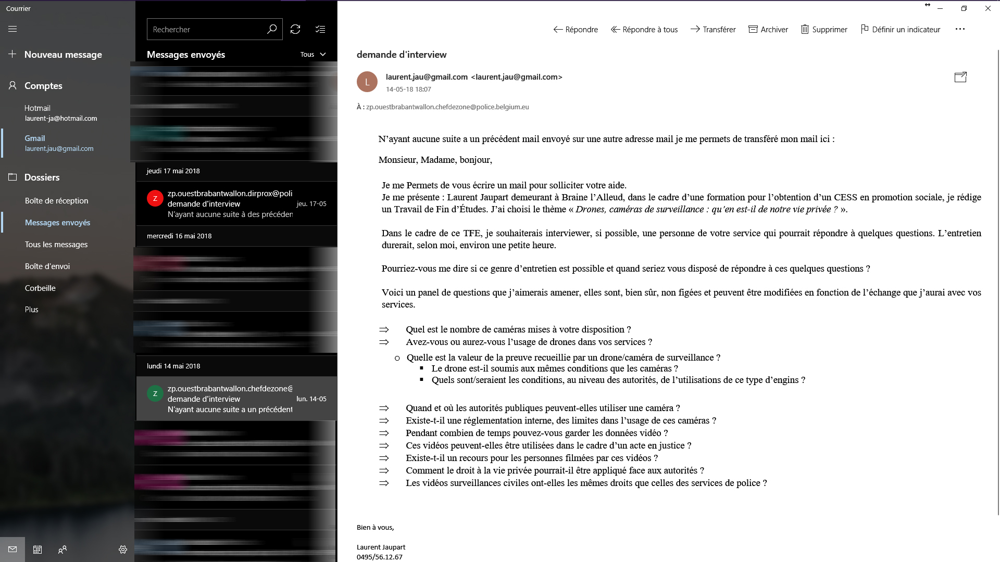 Courrier
Nouveau message
Comptes
Hotmail
laurent-ja@hotmail.com
Gmail
laurent.jau@gmail.com
Dossiers
Boîte de réception
Messages envoyés
Tous les messages
Boîte d'envoi
Corbeille
Plus
Rechercher
Messages envoyés
Tous
jeudi 17 mai 2018
Z
zp.ouestbrabantwallon.dirprox@poli
demande d'interview
jeu. 17-05
N'ayant aucune suite à des précéden
mercredi 16 mai 2018
lundi 14 mai 2018
Z
zp.ouestbrabantwallon.chefdezone@
demande d'interview
lun. 14-05
N'ayant aucune suite a un précédent
Répondre
Répondre à tous
Transférer
Archiver
Supprimer
Définir un indicateur
demande d'interview
L
laurent.jau@gmail.com <laurent.jau@gmail.com>
14-05-18 18:07
À : zp.ouestbrabantwallon.chefdezone@police.belgium.eu
N’ayant aucune suite a un précédent mail envoyé sur une autre adresse mail je me permets de transféré mon mail ici :
Monsieur, Madame, bonjour,
Je me Permets de vous écrire un mail pour solliciter votre aide.
Je me présente : Laurent Jaupart demeurant à Braine l’Alleud, dans le cadre d’une formation pour l’obtention d’un CESS en promotion sociale, je rédige
un Travail de Fin d’Études. J’ai choisi le thème « Drones, caméras de surveillance : qu’en est-il de notre vie privée ? ».
Dans le cadre de ce TFE, je souhaiterais interviewer, si possible, une personne de votre service qui pourrait répondre à quelques questions. L’entretien
durerait, selon moi, environ une petite heure.
Pourriez-vous me dire si ce genre d’entretien est possible et quand seriez vous disposé de répondre à ces quelques questions ?
Voici un panel de questions que j’aimerais amener, elles sont, bien sûr, non figées et peuvent être modifiées en fonction de l’échange que j’aurai avec vos
services.
⇒ Quel est le nombre de caméras mises à votre disposition ?
⇒ Avez-vous ou aurez-vous l’usage de drones dans vos services ?
o Quelle est la valeur de la preuve recueillie par un drone/caméra de surveillance ?
▪ Le drone est-il soumis aux mêmes conditions que les caméras ?
▪ Quels sont/seraient les conditions, au niveau des autorités, de l’utilisations de ce type d’engins ?
⇒ Quand et où les autorités publiques peuvent-elles utiliser une caméra ?
⇒ Existe-t-il une réglementation interne, des limites dans l’usage de ces caméras ?
⇒ Pendant combien de temps pouvez-vous garder les données vidéo ?
⇒ Ces vidéos peuvent-elles être utilisées dans le cadre d’un acte en justice ?
⇒ Existe-t-il un recours pour les personnes filmées par ces vidéos ?
⇒ Comment le droit à la vie privée pourrait-il être appliqué face aux autorités ?
⇒ Les vidéos surveillances civiles ont-elles les mêmes droits que celles des services de police ?
Bien à vous,
Laurent Jaupart
0495/56.12.67